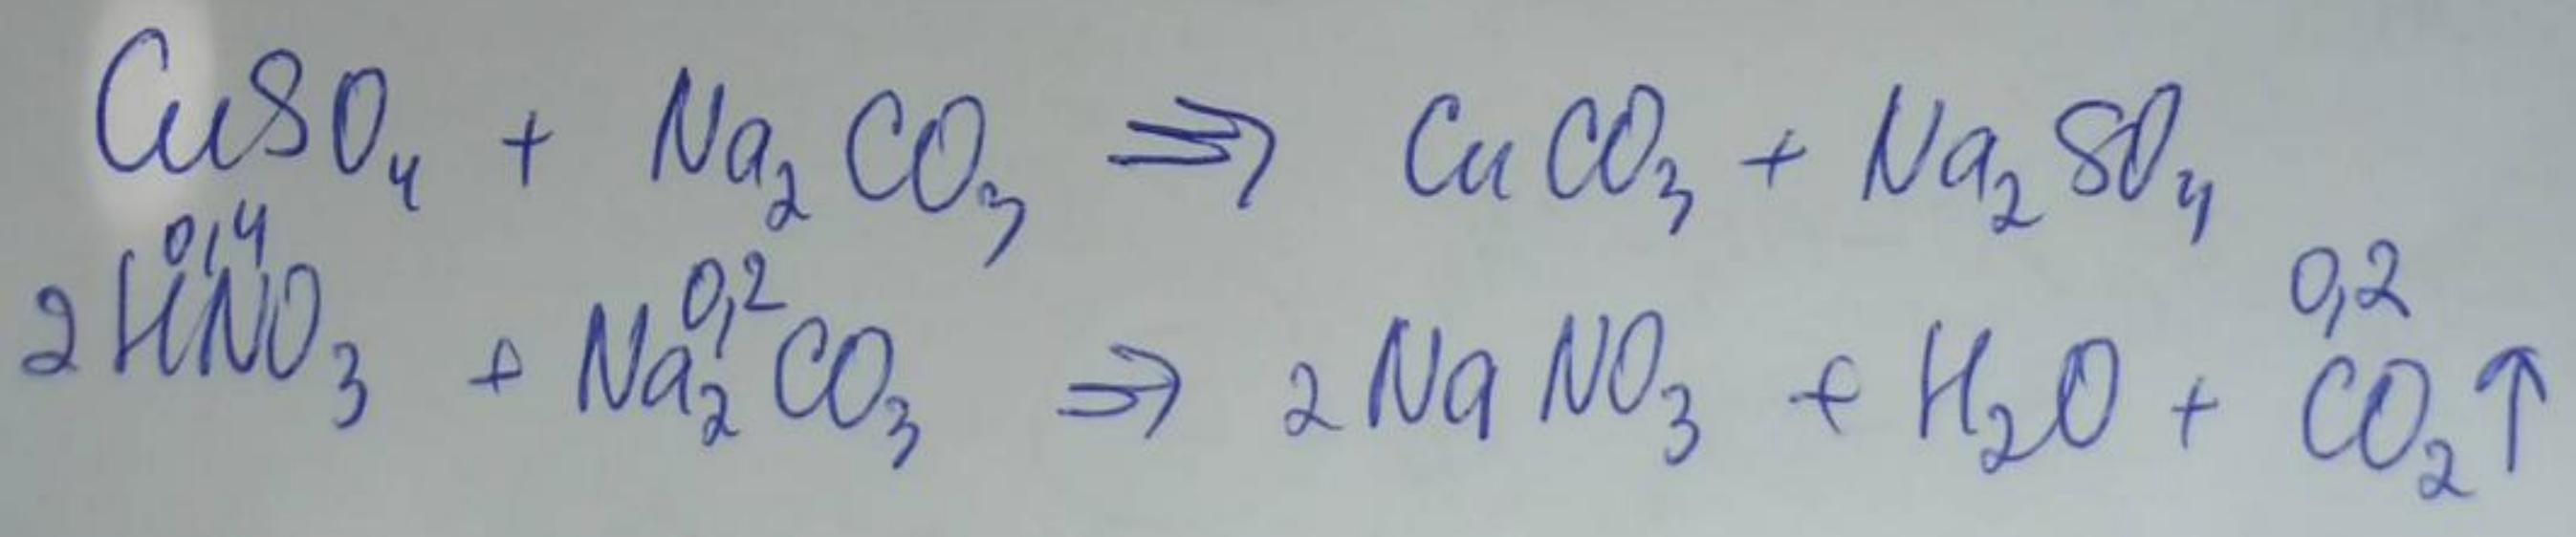 CuSO₄ + Na₂CO₃ ⇒ CuCO₃ + Na₂SO₄
0,4 0,2 0,2
2HNO₃ + Na₂CO₃ ⇒ 2NaNO₃ + H₂O + CO₂↑